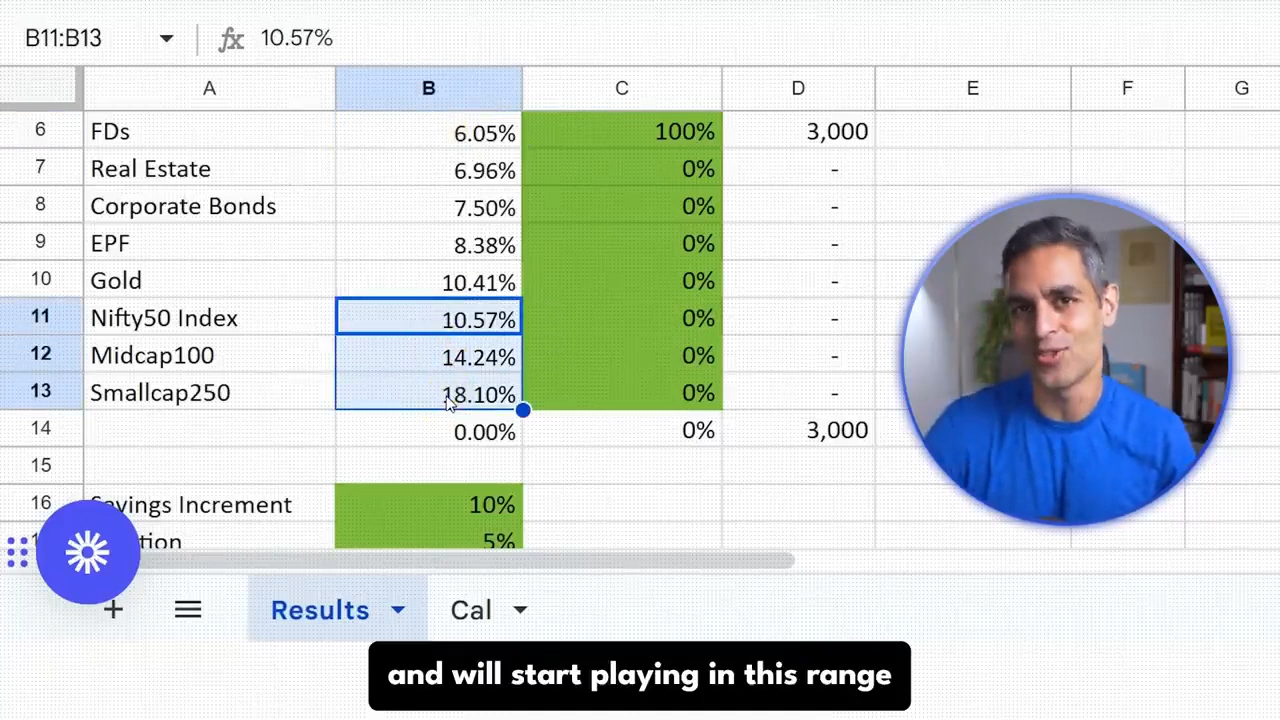 B11:B13 fx 10.57%
A B C D E F G
6 FDs 6.05% 100% 3,000
7 Real Estate 6.96% 0% -
8 Corporate Bonds 7.50% 0% -
9 EPF 8.38% 0% -
10 Gold 10.41% 0% -
11 Nifty50 Index 10.57% 0% -
12 Midcap100 14.24% 0% -
13 Smallcap250 18.10% 0% -
14 0.00% 0% 3,000
15
16 Savings Increment 10%
5%
+ Results Cal
and will start playing in this range